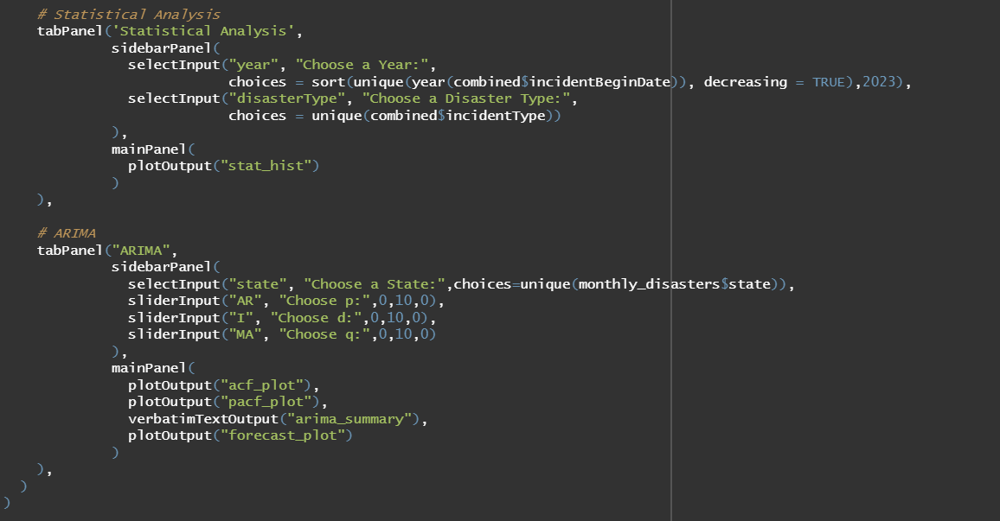 # Statistical Analysis
tabPanel('Statistical Analysis',
sidebarPanel(
selectInput("year", "Choose a Year:",
choices = sort(unique(year(combined$incidentBeginDate)), decreasing = TRUE),2023),
selectInput("disasterType", "Choose a Disaster Type:",
choices = unique(combined$incidentType))
),
mainPanel(
plotOutput("stat_hist")
)
),
# ARIMA
tabPanel("ARIMA",
sidebarPanel(
selectInput("state", "Choose a State:",choices=unique(monthly_disasters$state)),
sliderInput("AR", "Choose p:",0,10,0),
sliderInput("I", "Choose d:",0,10,0),
sliderInput("MA", "Choose q:",0,10,0)
),
mainPanel(
plotOutput("acf_plot"),
plotOutput("pacf_plot"),
verbatimTextOutput("arima_summary"),
plotOutput("forecast_plot")
)
),
)
)